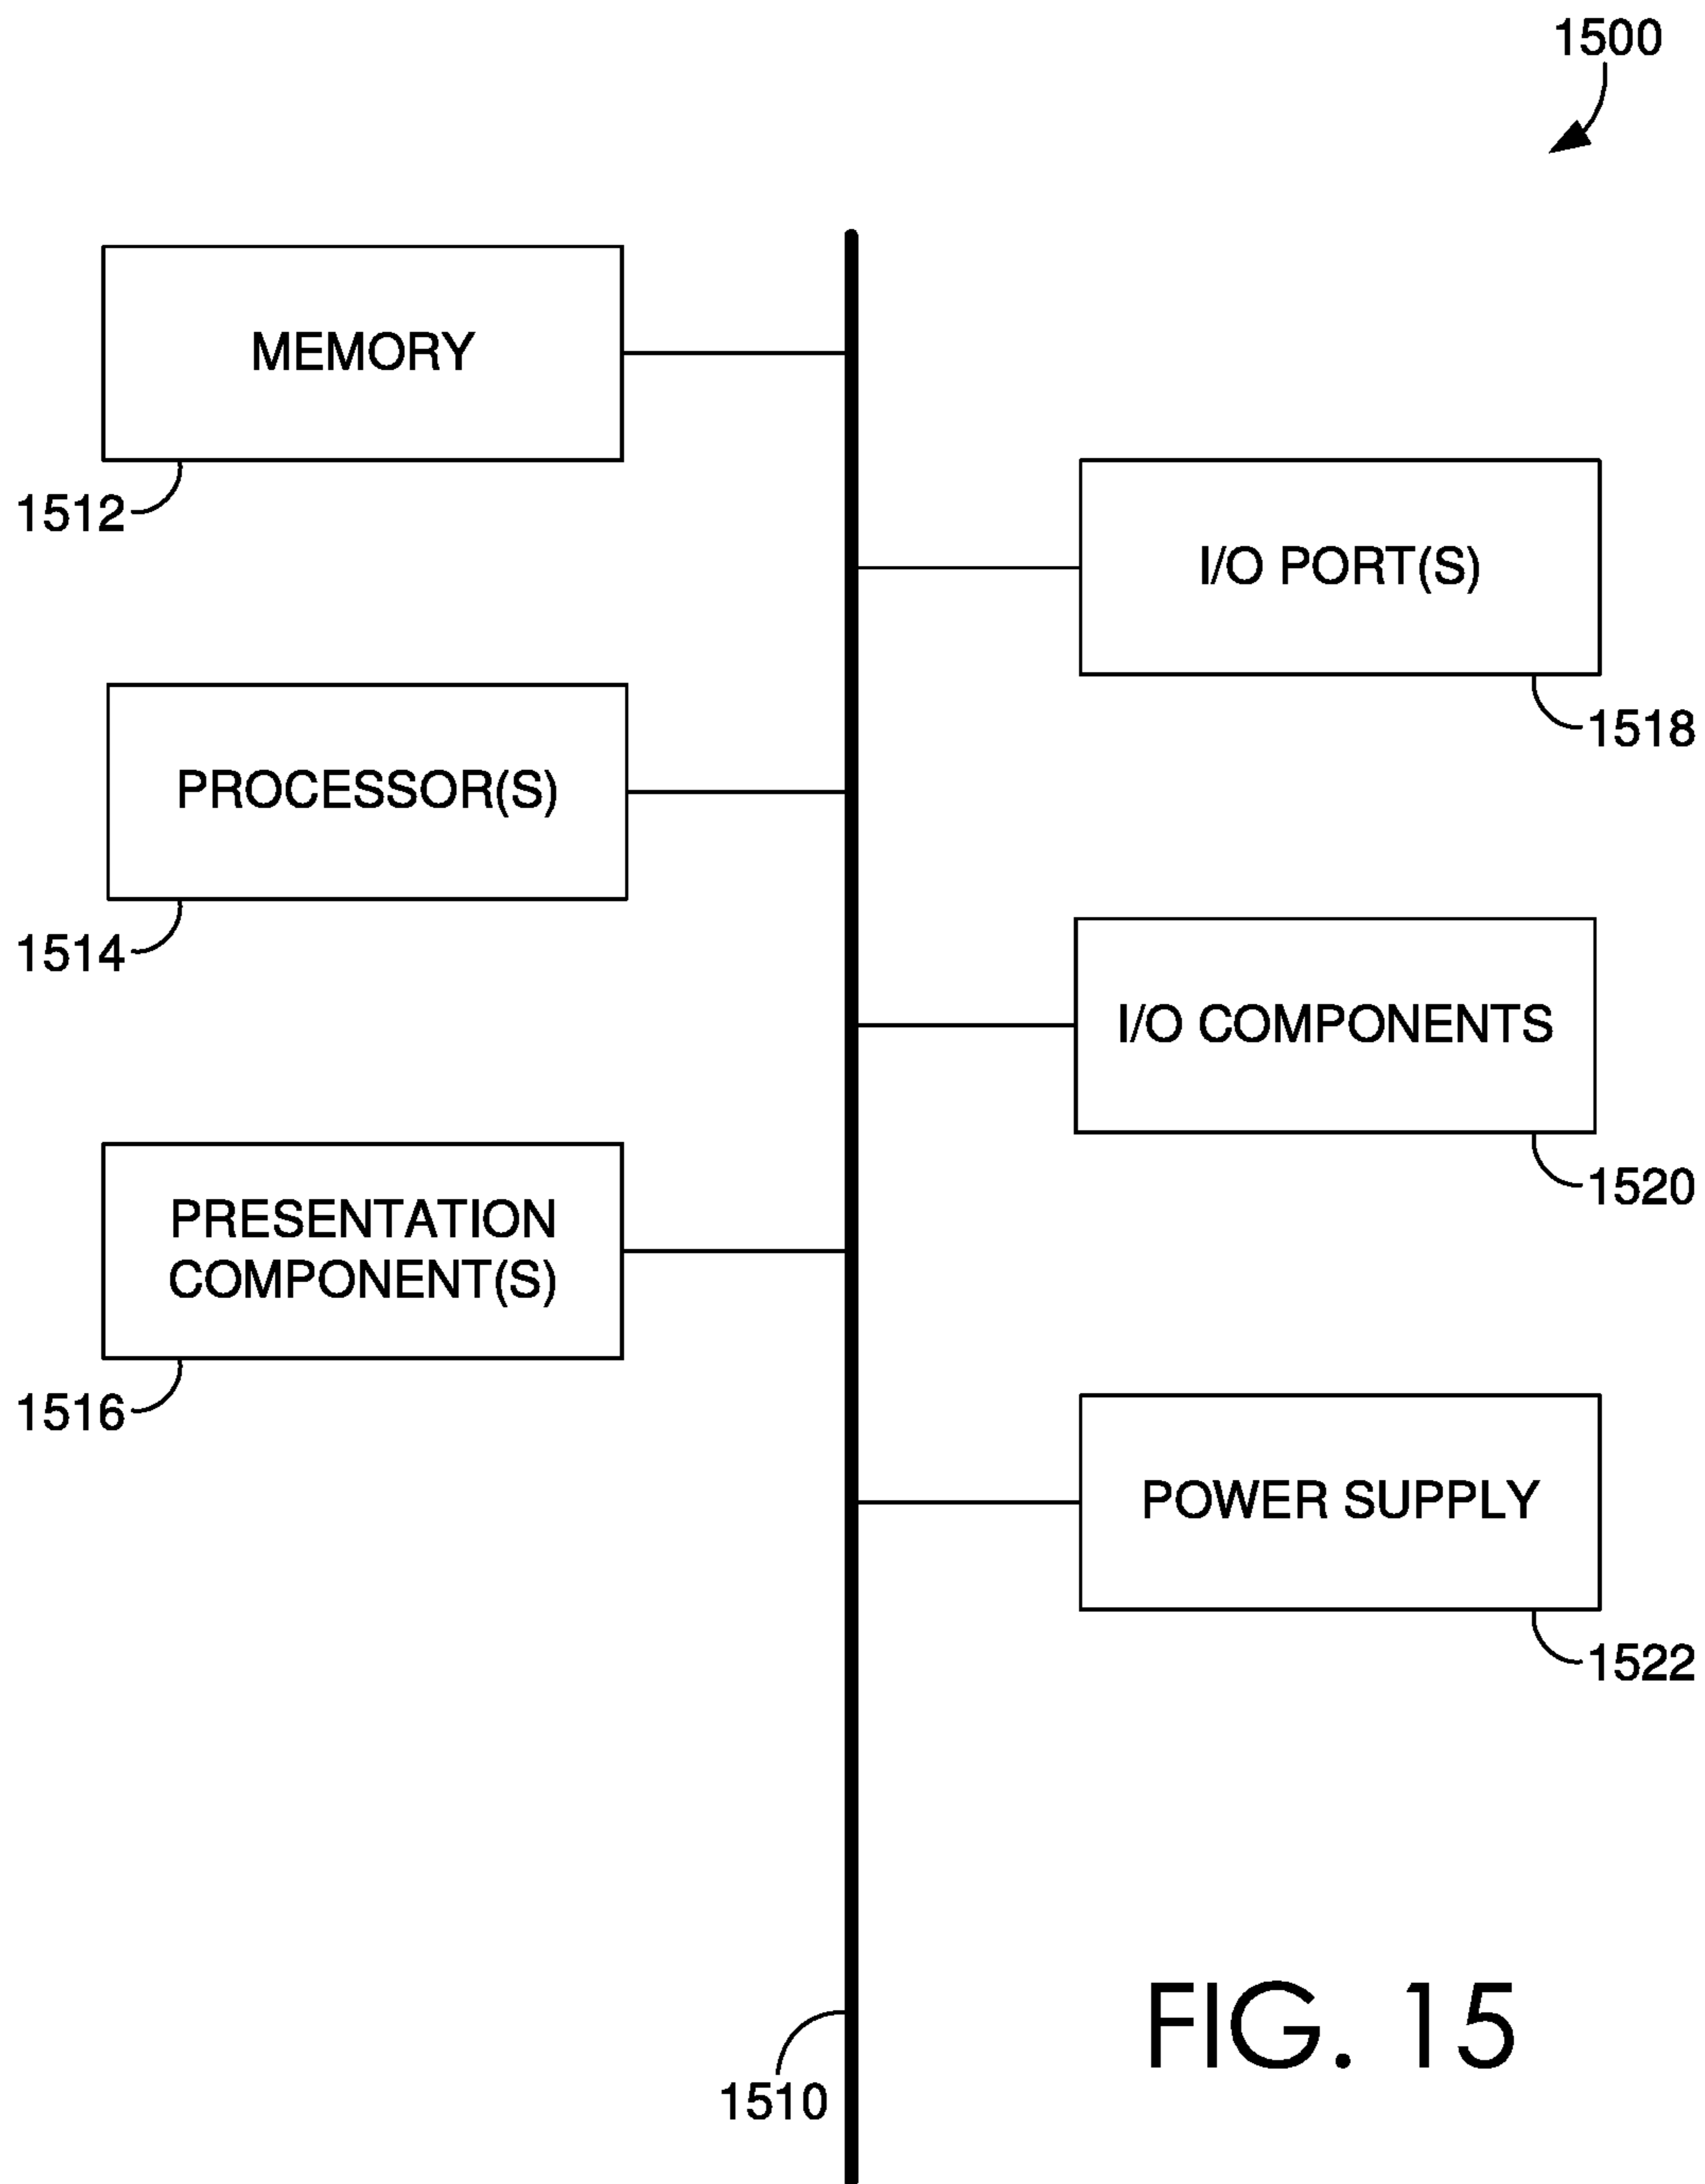 1500
MEMORY
1512
I/O PORT(S)
1518
PROCESSOR(S)
1514
I/O COMPONENTS
1520
PRESENTATION
COMPONENT(S)
1516
POWER SUPPLY
1522
1510
FIG. 15